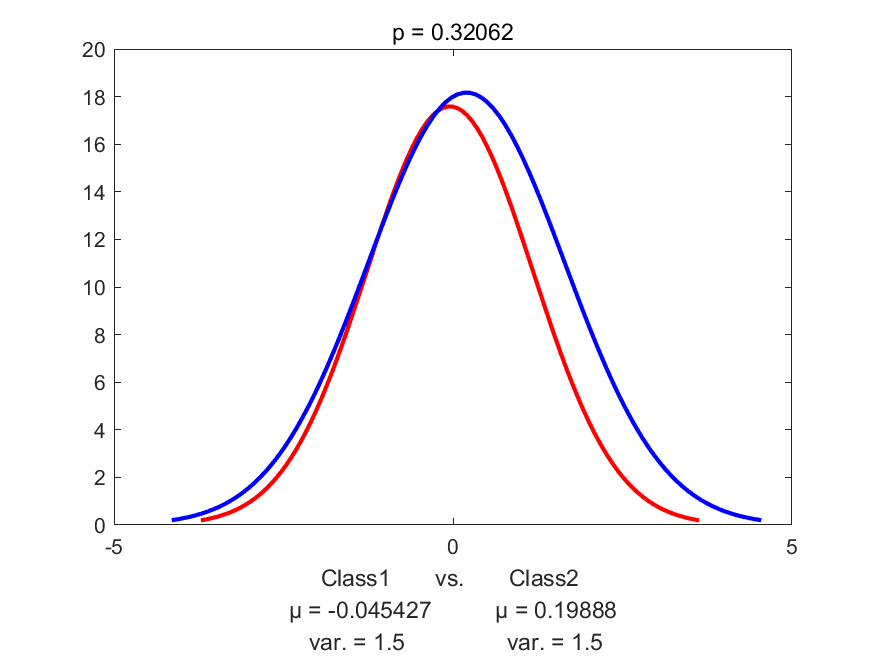 p = 0.32062
20
18
16
14
12
10
8
6
4
2
0
-5 0 5
Class1 vs. Class2
μ = -0.045427 μ = 0.19888
var. = 1.5 var. = 1.5